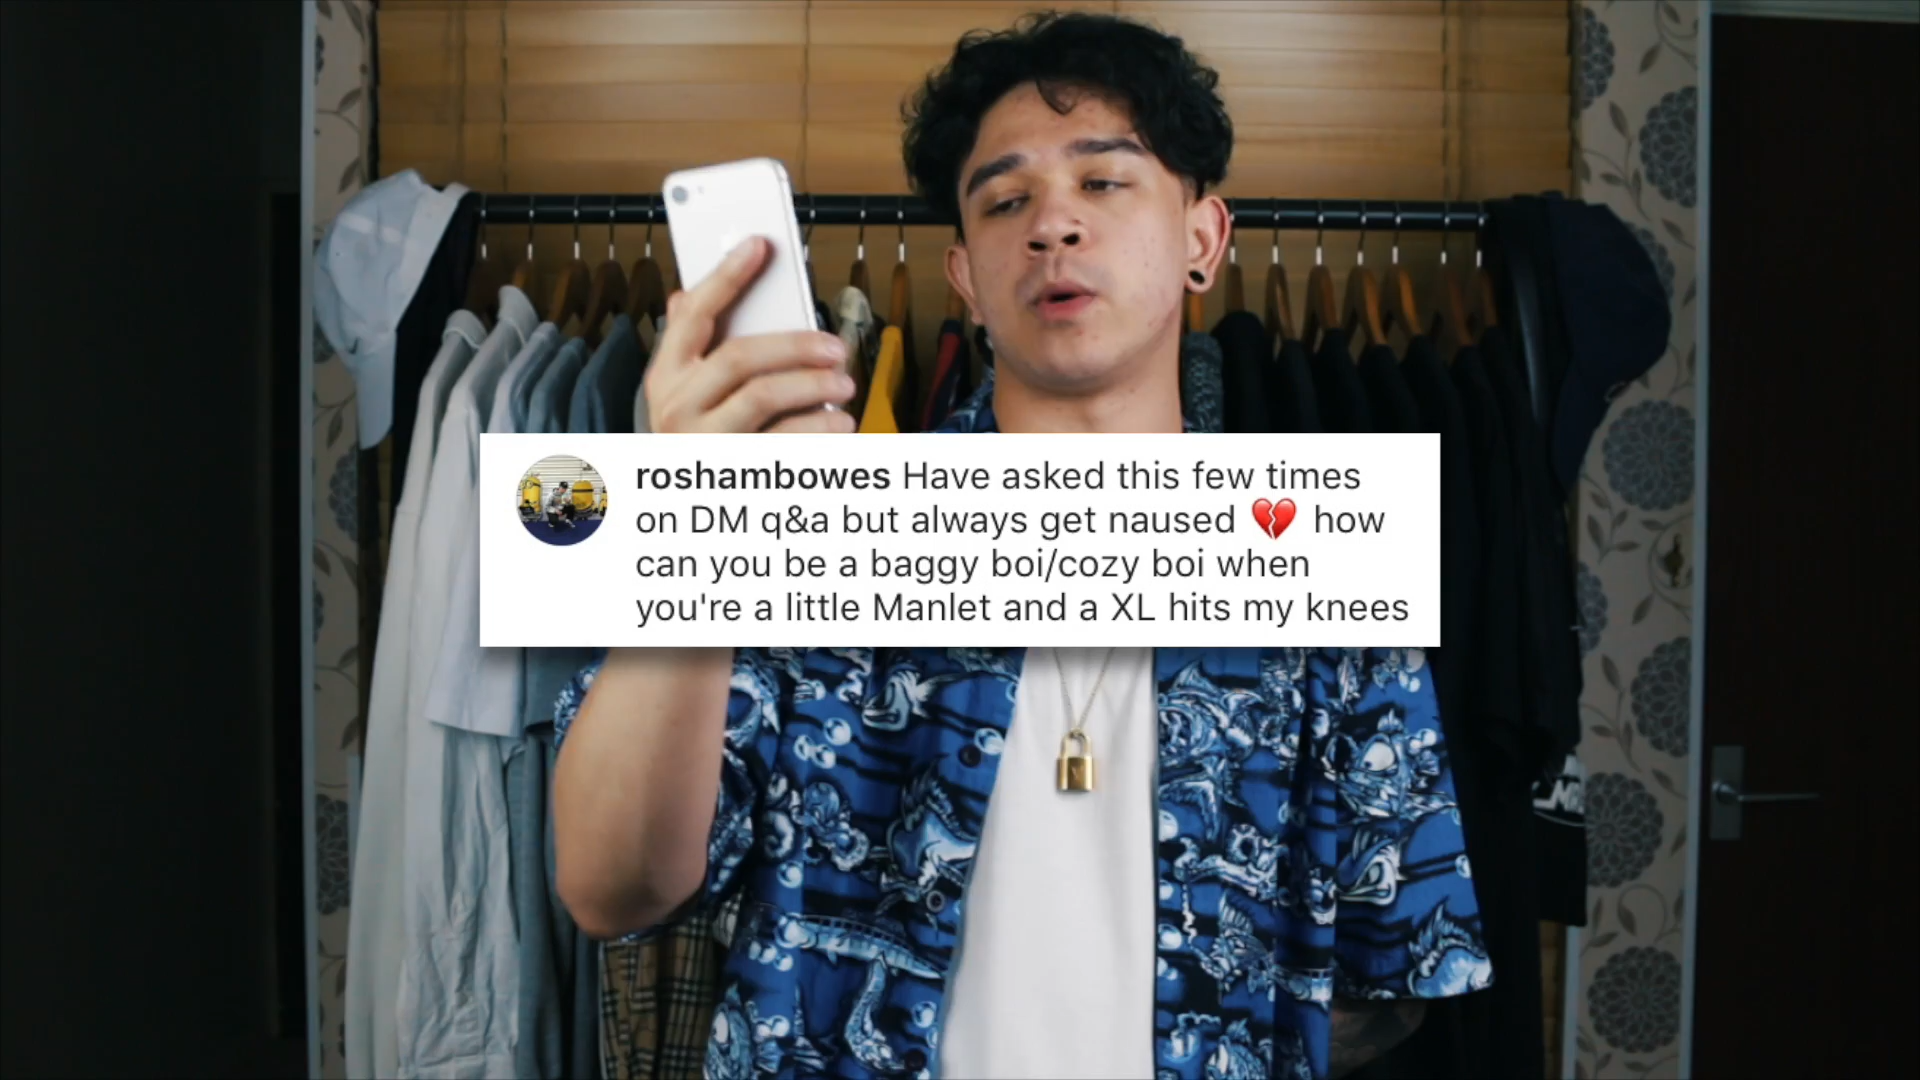 roshambowes Have asked this few times
on DM q&a but always get naused 💔 how
can you be a baggy boi/cozy boi when
you're a little Manlet and a XL hits my knees